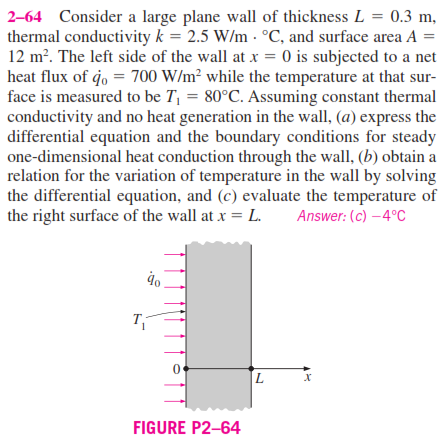 2–64 Consider a large plane wall of thickness L = 0.3 m,
thermal conductivity k = 2.5 W/m · °C, and surface area A =
12 m². The left side of the wall at x = 0 is subjected to a net
heat flux of q̇₀ = 700 W/m² while the temperature at that sur-
face is measured to be T₁ = 80°C. Assuming constant thermal
conductivity and no heat generation in the wall, (a) express the
differential equation and the boundary conditions for steady
one-dimensional heat conduction through the wall, (b) obtain a
relation for the variation of temperature in the wall by solving
the differential equation, and (c) evaluate the temperature of
the right surface of the wall at x = L. Answer: (c) –4°C
q̇₀
T₁
0
L
x
FIGURE P2–64